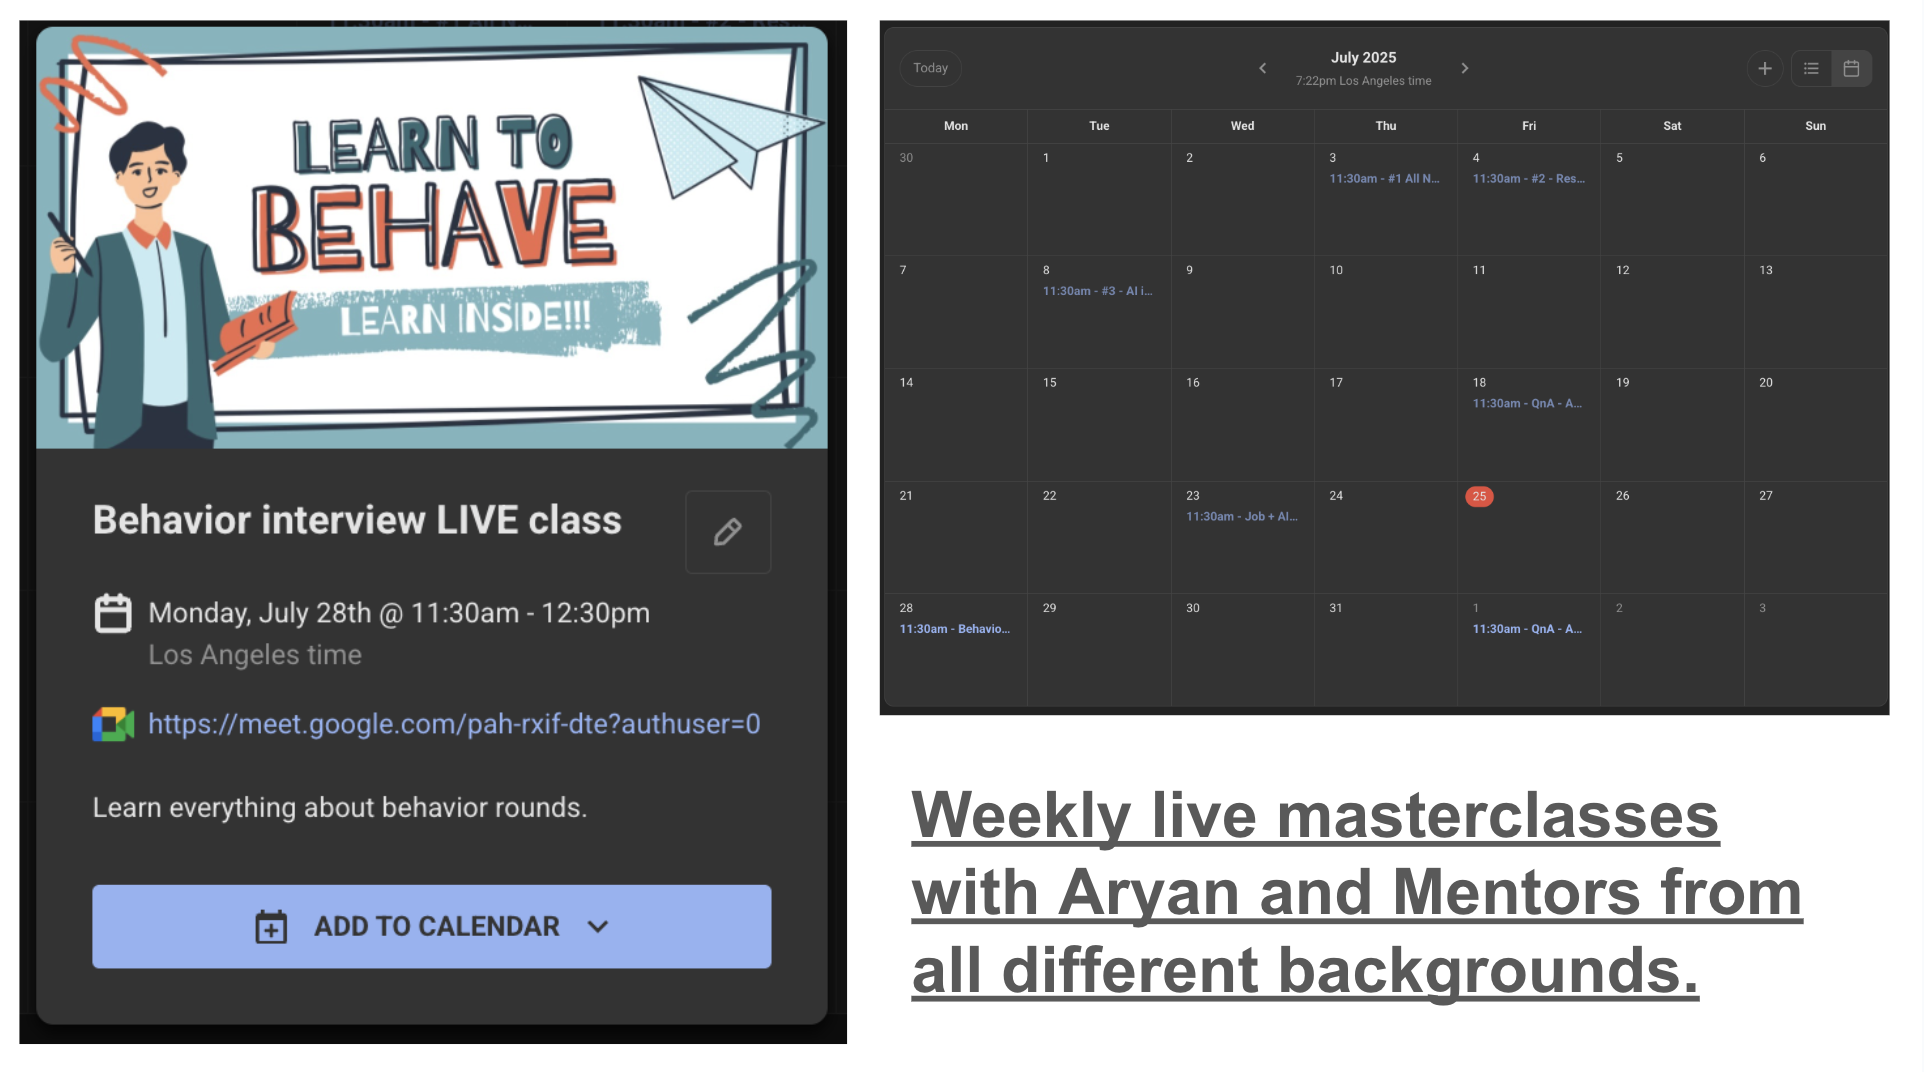 LEARN TO
BEHAVE
LEARN INSIDE!!!
Behavior interview LIVE class
Monday, July 28th @ 11:30am - 12:30pm
Los Angeles time
https://meet.google.com/pah-rxif-dte?authuser=0
Learn everything about behavior rounds.
ADD TO CALENDAR
Today
July 2025
7:22pm Los Angeles time
Mon Tue Wed Thu Fri Sat Sun
30 1 2 3 4 5 6
11:30am - #1 All N... 11:30am - #2 - Res...
7 8 9 10 11 12 13
11:30am - #3 - AI i...
14 15 16 17 18 19 20
11:30am - QnA - A...
21 22 23 24 25 26 27
11:30am - Job + AI...
28 29 30 31 1 2 3
11:30am - Behavio... 11:30am - QnA - A...
Weekly live masterclasses
with Aryan and Mentors from
all different backgrounds.